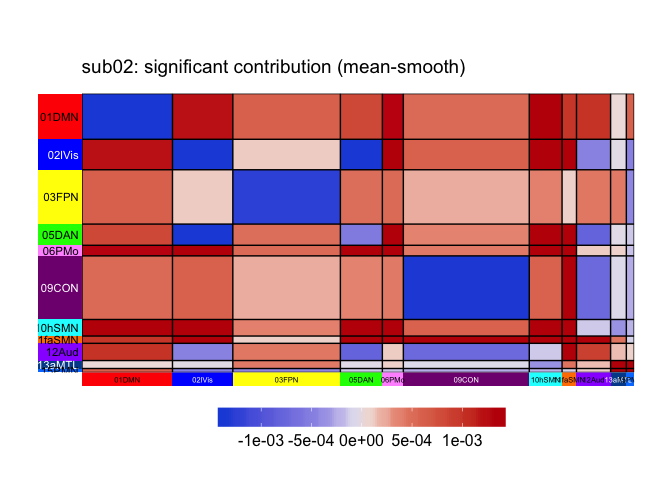 sub02: significant contribution (mean-smooth)
01DMN
02lVis
03FPN
05DAN
06PMo
09CON
10hSMN
1faSMN
12Aud
13aMTL
01DMN
02lVis
03FPN
05DAN
06PMo
09CON
10hSMN
-1e-03 -5e-04 0e+00 5e-04 1e-03